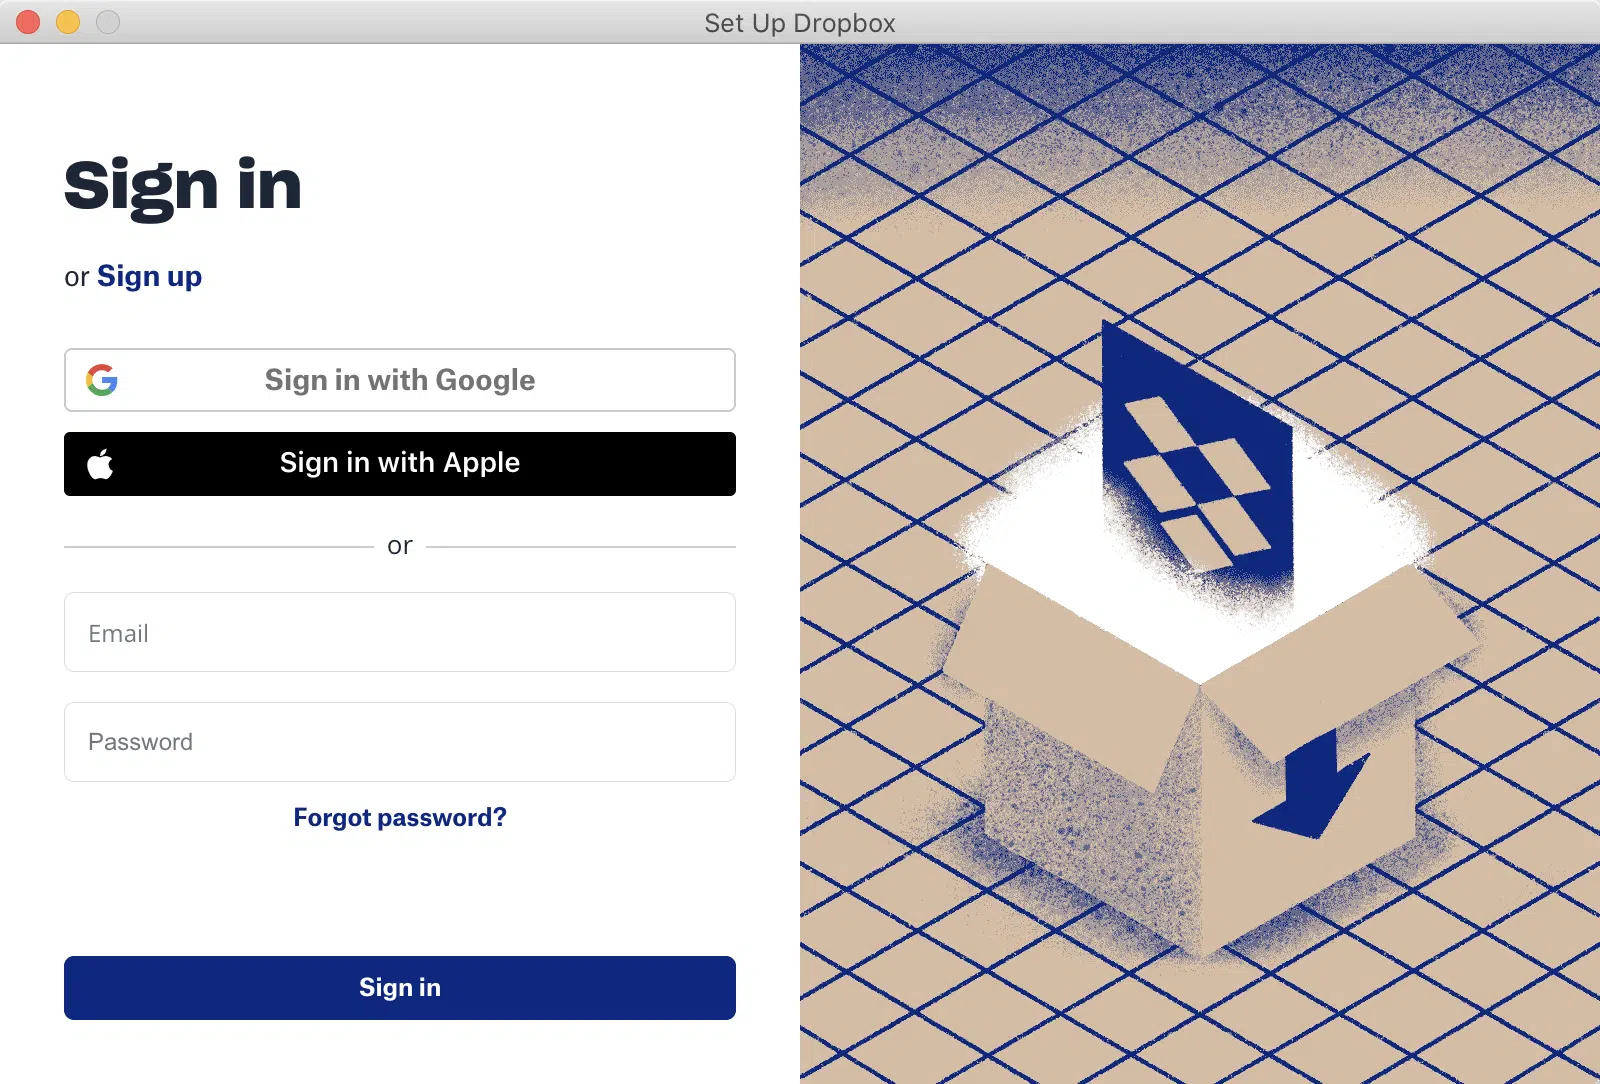 Set Up Dropbox
Sign in
or Sign up
Sign in with Google
Sign in with Apple
or
Email
Password
Forgot password?
Sign in